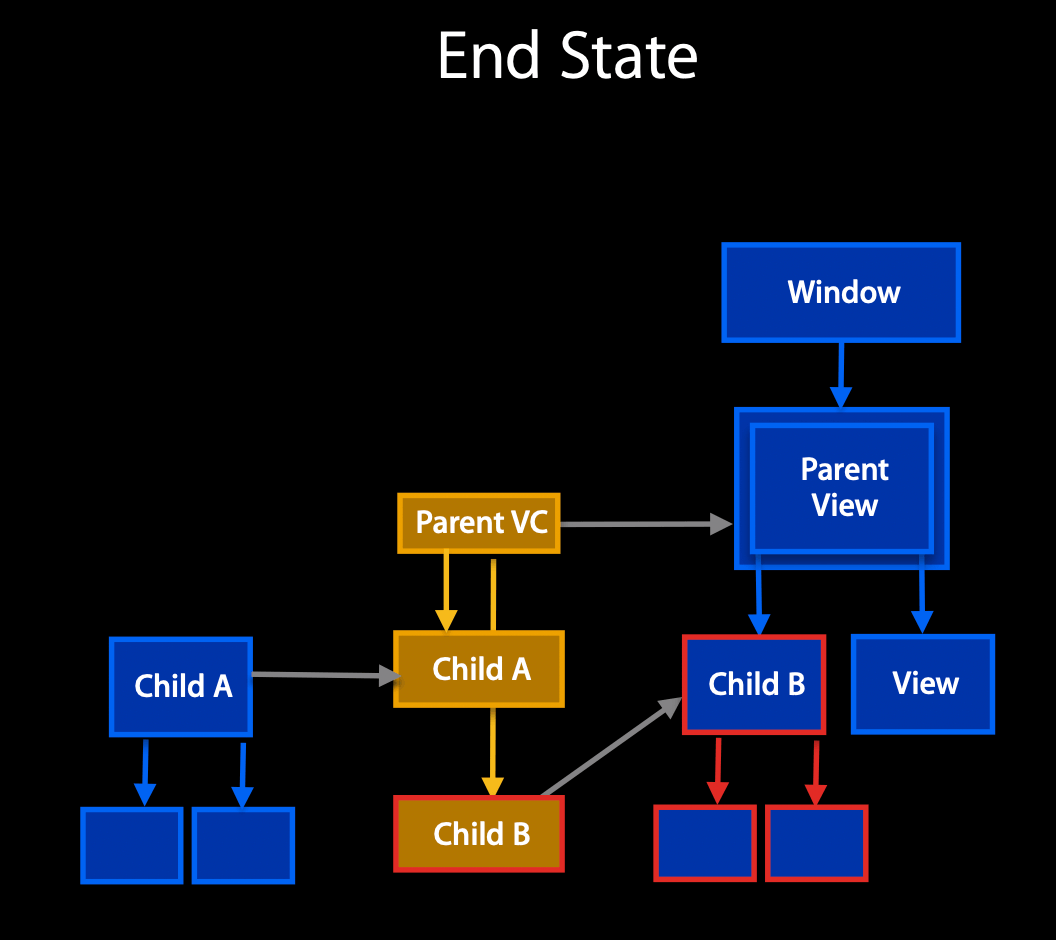 End State
Window
Parent
View
Parent VC
Child A
Child A
Child B
View
Child B